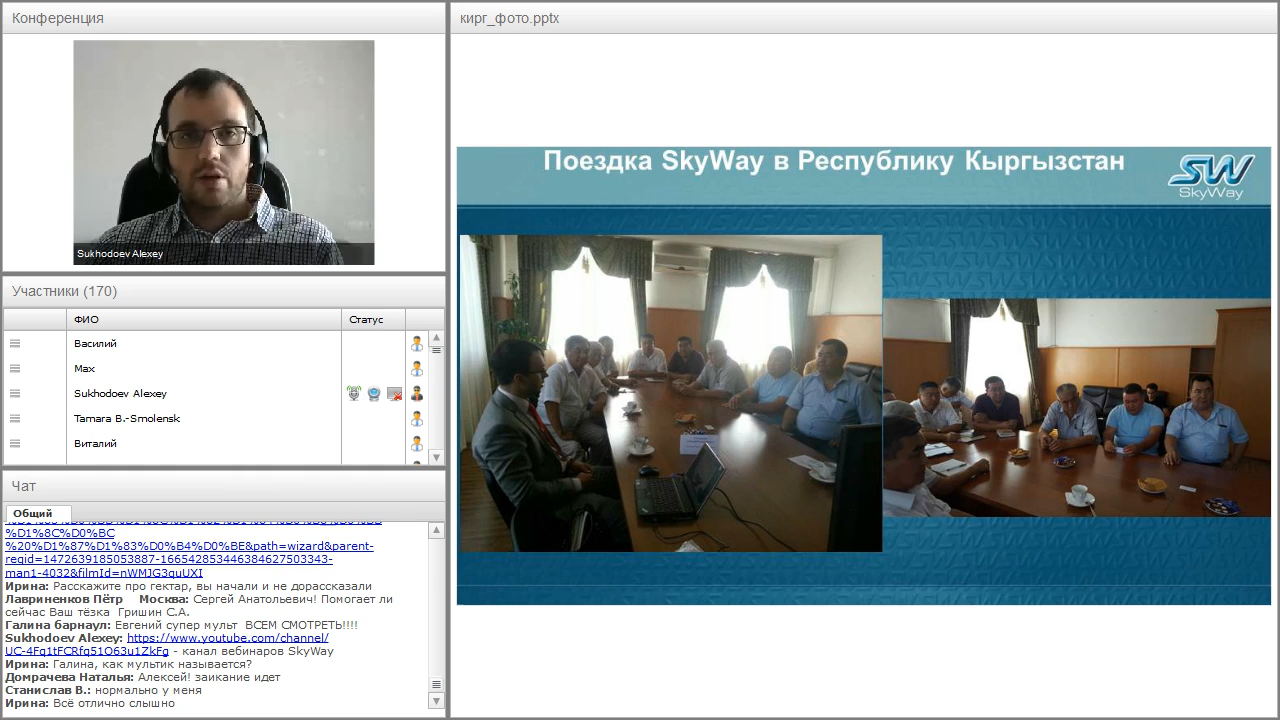 Конференция
Sukhodoev Alexey
Участники (170)
ФИО Статус
Василий
Max
Sukhodoev Alexey
Tamara B.-Smolensk
Виталий
Чат
Общий
%D1%8C%D0%BC
%20%D1%87%D1%83%D0%B4%D0%BE&path=wizard&parent-
reqid=1472639185053887-166542853446384627503343-
man1-4032&filmId=nWMJG3quUXI
Ирина: Расскажите про гектар, вы начали и не дорассказали
Лавриненков Пётр Москва: Сергей Анатольевич! Помогает ли
сейчас Ваш тёзка Гришин С.А.
Галина барнаул: Евгений супер мульт ВСЕМ СМОТРЕТЬ!!!!
Sukhodoev Alexey: https://www.youtube.com/channel/
UC-4Fq1tFCRfq51O63u1ZkFg - канал вебинаров SkyWay
Ирина: Галина, как мультик называется?
Домрачева Наталья: Алексей! заикание идет
Станислав В.: нормально у меня
Ирина: Всё отлично слышно
кирг_фото.pptx
Поездка SkyWay в Республику Кыргызстан
SW
SkyWay